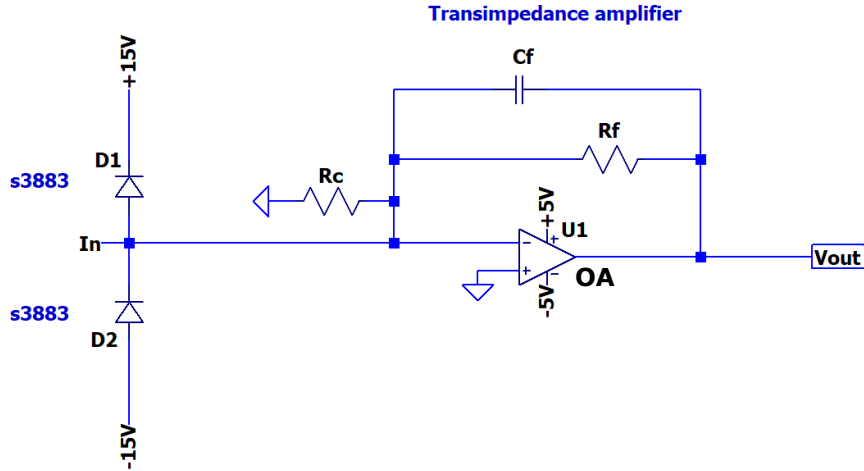 Transimpedance amplifier
+15V
Cf
D1
Rf
s3883
Rc
+5V
U1
In
Vout
OA
-5V
s3883
D2
-15V